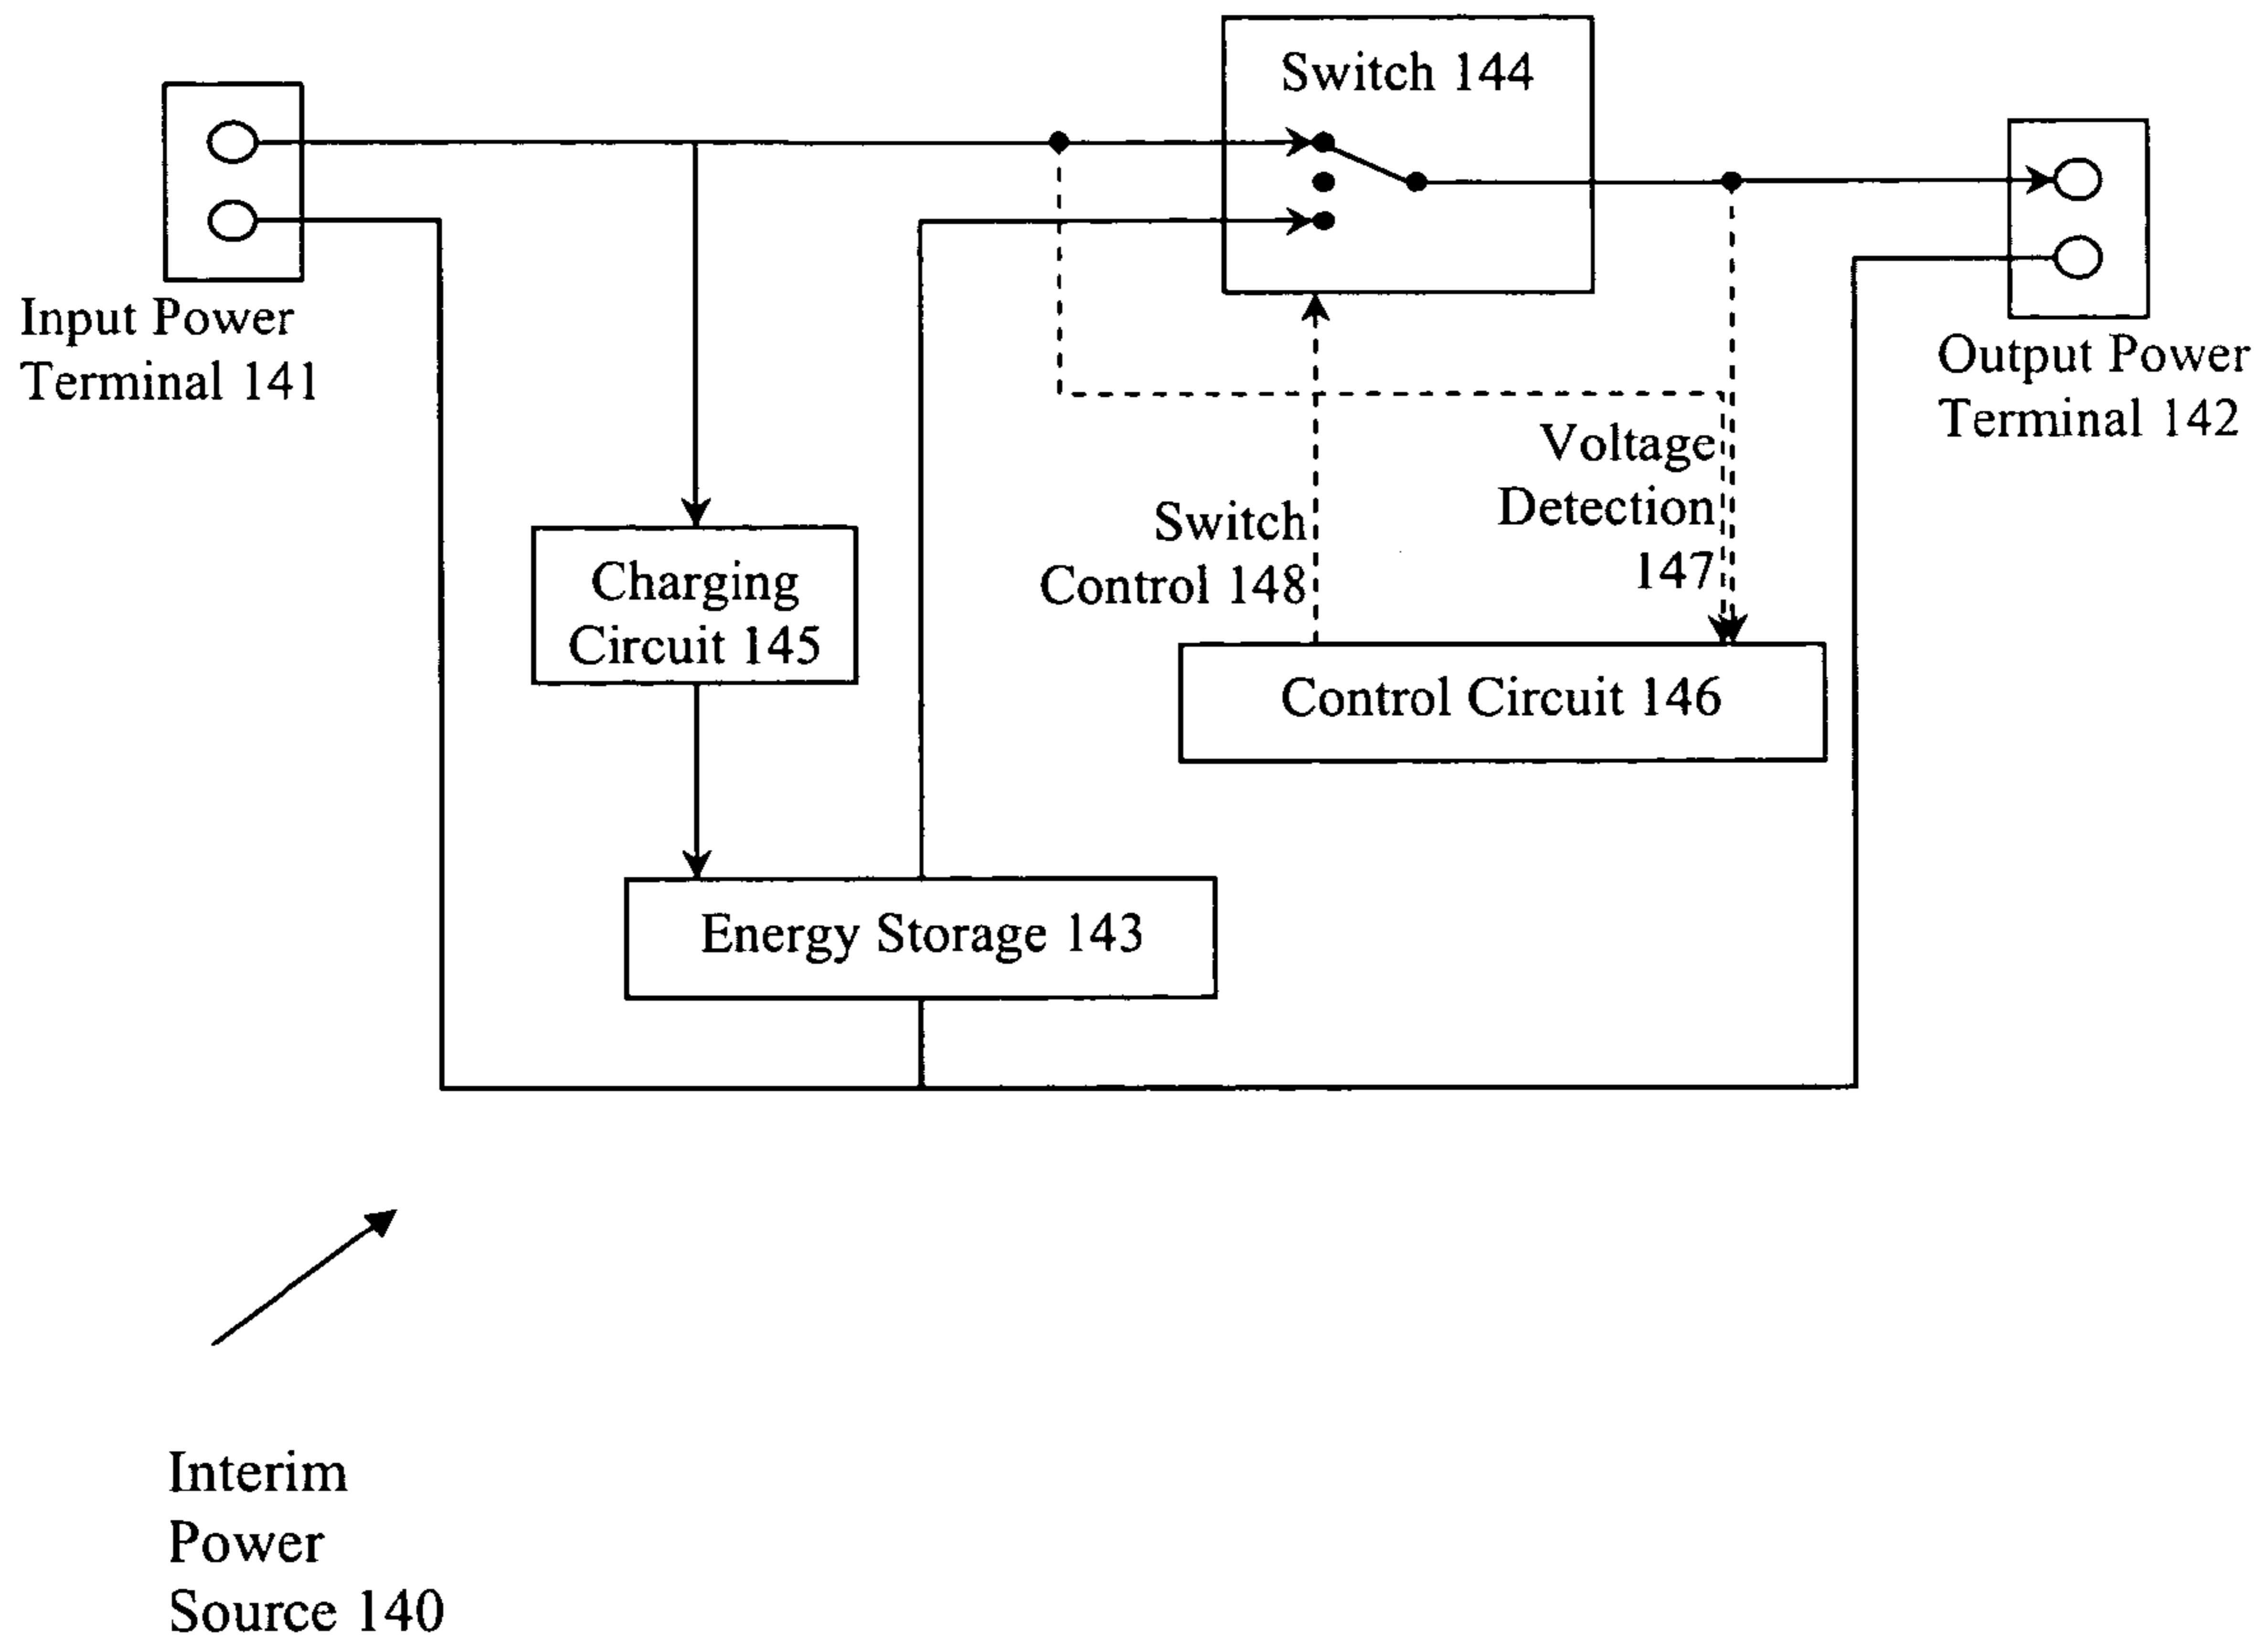 Switch 144
Input Power
Terminal 141
Output Power
Terminal 142
Voltage
Detection
147
Switch
Control 148
Charging
Circuit 145
Control Circuit 146
Energy Storage 143
Interim
Power
Source 140